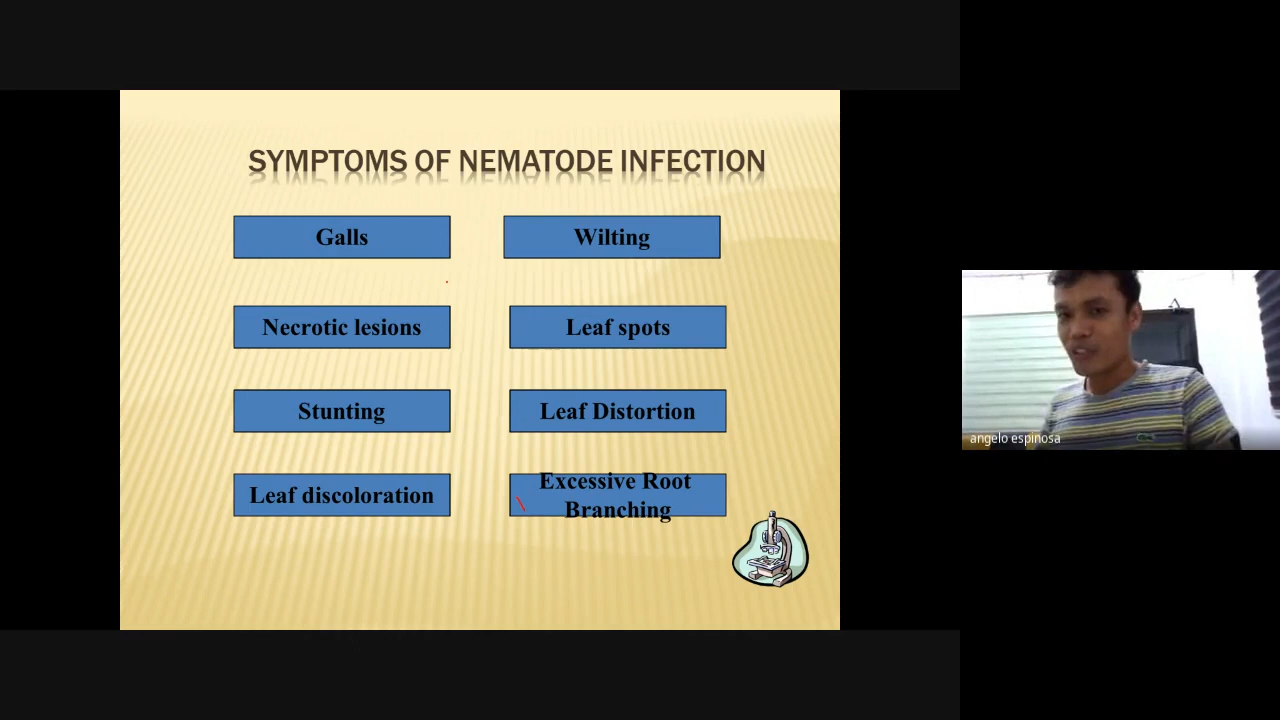 SYMPTOMS OF NEMATODE INFECTION
Galls
Wilting
Necrotic lesions
Leaf spots
Stunting
Leaf Distortion
Leaf discoloration
Excessive Root
Branching
angelo espinosa